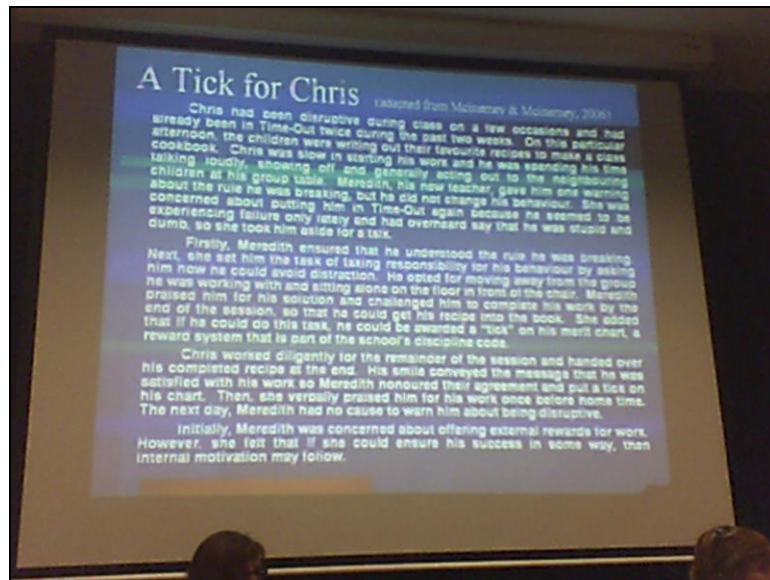 A Tick for Chris (adapted from McInerney & McInerney, 2006)
Chris had been disruptive during class on a few occasions and had
already been in Time-Out twice during the past two weeks. On this particular
afternoon, the children were writing out their favourite recipes to make a class
cookbook. Chris was slow in starting his work and he was spending his time
talking loudly, showing off and generally acting out to the neighbouring
children at his group table. Meredith, his new teacher, gave him one warning
about the rule he was breaking, but he did not change his behaviour. She was
concerned about putting him in Time-Out again because he seemed to be
experiencing failure only lately and had overheard say that he was stupid and
dumb, so she took him aside for a talk.
Firstly, Meredith ensured that he understood the rule he was breaking.
Next, she set him the task of taking responsibility for his behaviour by asking
him how he could avoid distraction. He opted for moving away from the group
he was working with and sitting alone on the floor in front of the chair. Meredith
praised him for his solution and challenged him to complete his work by the
end of the session, so that he could get his recipe into the book. She added
that if he could do this task, he could be awarded a "tick" on his merit chart, a
reward system that is part of the school's discipline code.
Chris worked diligently for the remainder of the session and handed over
his completed recipe at the end. His smile conveyed the message that he was
satisfied with his work so Meredith honoured their agreement and put a tick on
his chart. Then, she verbally praised him for his work once before home time.
The next day, Meredith had no cause to warn him about being disruptive.
Initially, Meredith was concerned about offering external rewards for work.
However, she felt that if she could ensure his success in some way, then
internal motivation may follow.